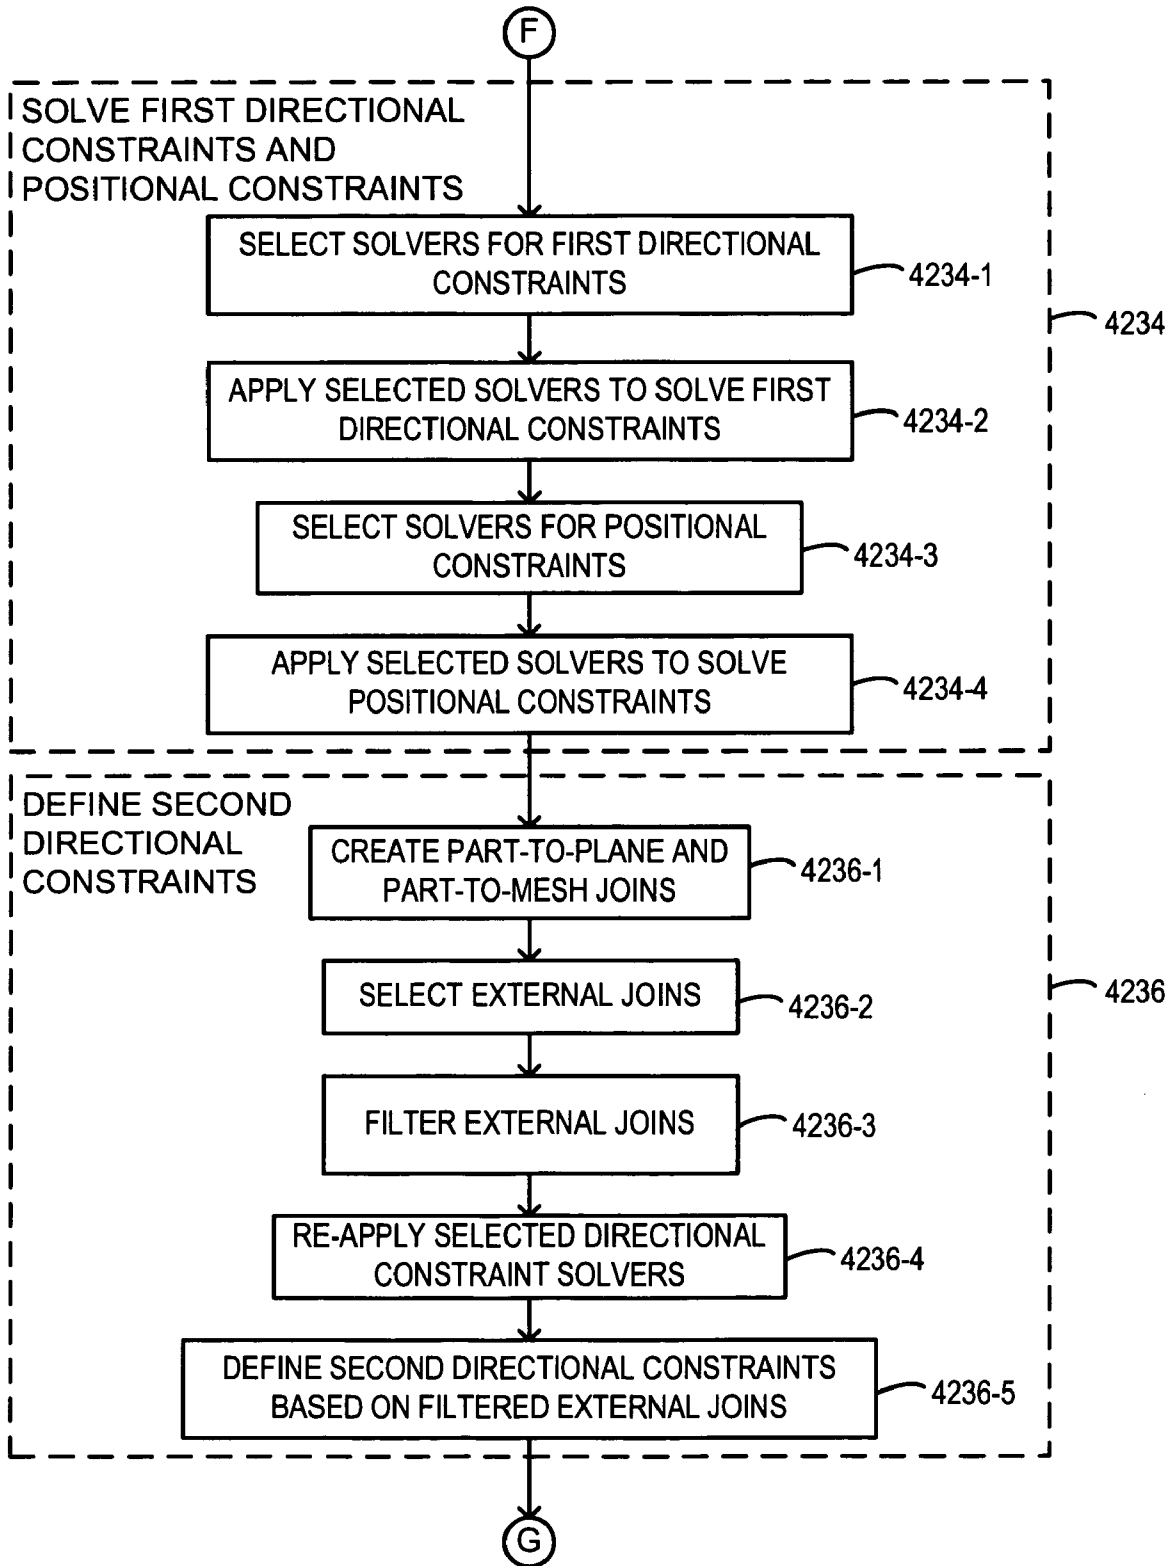 F
SOLVE FIRST DIRECTIONAL
CONSTRAINTS AND
POSITIONAL CONSTRAINTS
SELECT SOLVERS FOR FIRST DIRECTIONAL
CONSTRAINTS
4234-1
4234
APPLY SELECTED SOLVERS TO SOLVE FIRST
DIRECTIONAL CONSTRAINTS
4234-2
SELECT SOLVERS FOR POSITIONAL
CONSTRAINTS
4234-3
APPLY SELECTED SOLVERS TO SOLVE
POSITIONAL CONSTRAINTS
4234-4
DEFINE SECOND
DIRECTIONAL
CONSTRAINTS
CREATE PART-TO-PLANE AND
PART-TO-MESH JOINS
4236-1
SELECT EXTERNAL JOINS
4236-2
4236
FILTER EXTERNAL JOINS
4236-3
RE-APPLY SELECTED DIRECTIONAL
CONSTRAINT SOLVERS
4236-4
DEFINE SECOND DIRECTIONAL CONSTRAINTS
BASED ON FILTERED EXTERNAL JOINS
4236-5
G